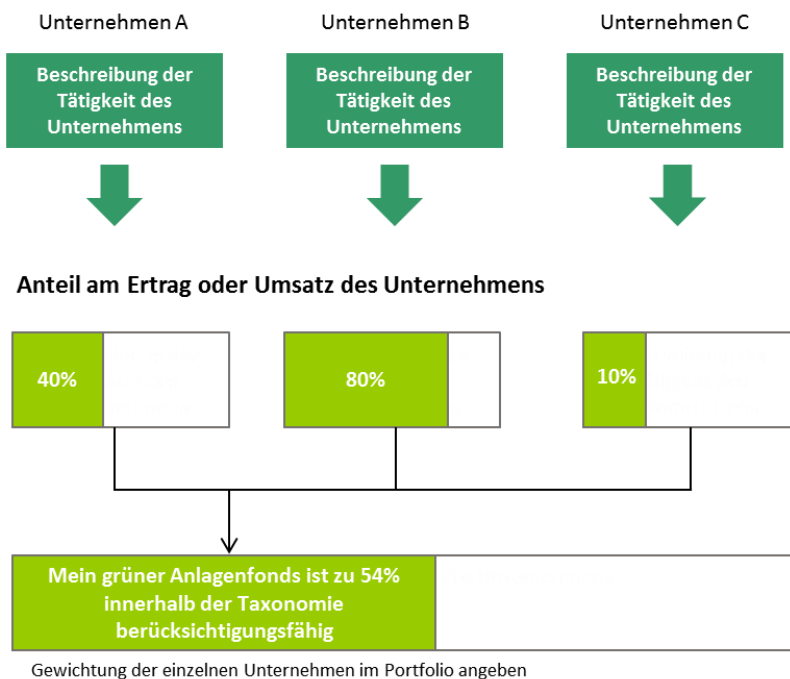 Unternehmen A
Unternehmen B
Unternehmen C
Beschreibung der
Tätigkeit des
Unternehmens
Beschreibung der
Tätigkeit des
Unternehmens
Beschreibung der
Tätigkeit des
Unternehmens
Anteil am Ertrag oder Umsatz des Unternehmens
40%
80%
10%
Mein grüner Anlagenfonds ist zu 54%
innerhalb der Taxonomie
berücksichtigungsfähig
Gewichtung der einzelnen Unternehmen im Portfolio angeben